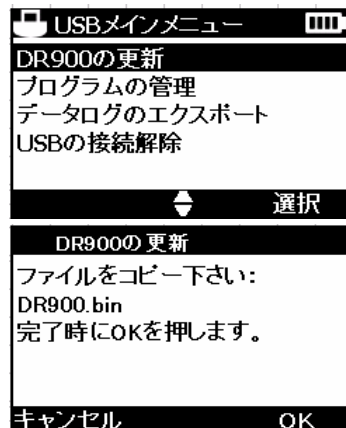 USBメインメニュー
DR900の更新
プログラムの管理
データログのエクスポート
USBの接続解除
選択
DR900の更新
ファイルをコピー下さい:
DR900.bin
完了時にOKを押します。
キャンセル OK